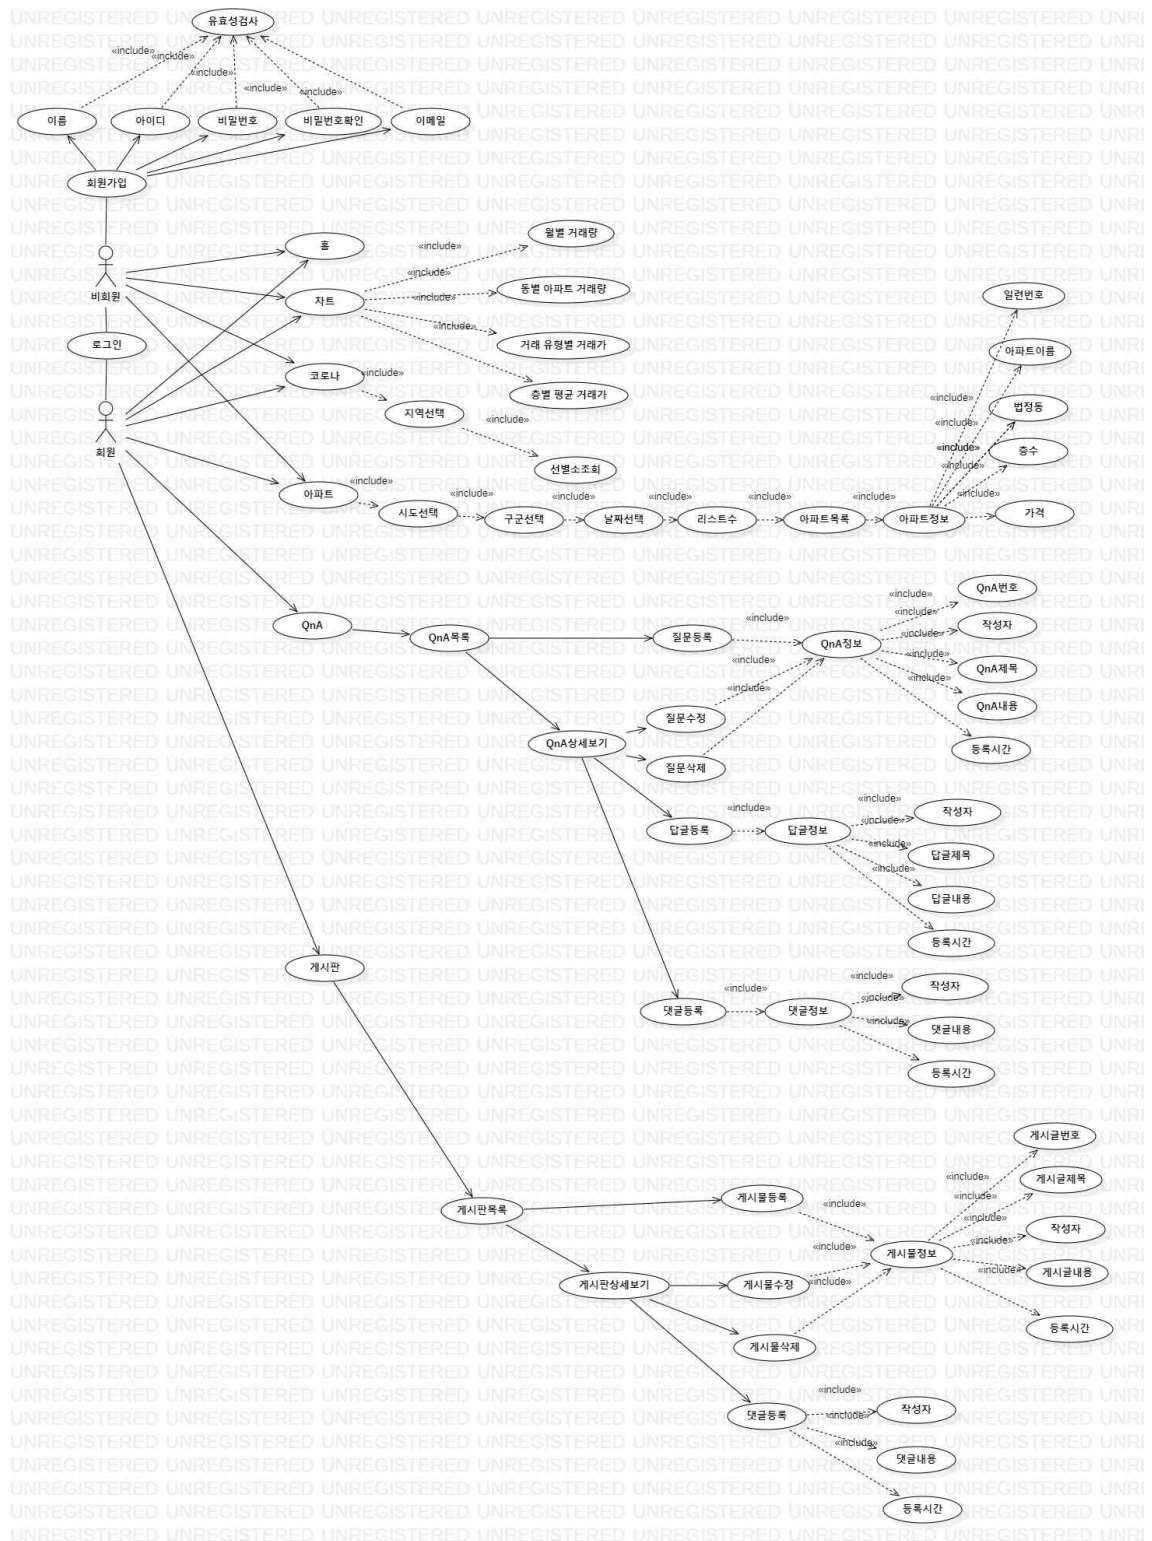 유효성검사
«include»
«include»
«include»
«include»
«include»
이름
아이디
비밀번호
비밀번호확인
이메일
회원가입
비회원
로그인
회원
홈
차트
«include»
월별 거래량
«include»
동별 아파트 거래량
«include»
거래 유형별 거래가
«include»
층별 평균 거래가
코로나
«include»
지역선택
«include»
선별소조회
아파트
«include»
시도선택
«include»
구군선택
«include»
날짜선택
«include»
리스트수
«include»
아파트목록
«include»
아파트정보
일련번호
아파트이름
«include»
법정동
«include»
«include»
층수
«include»
«include»
가격
QnA
QnA목록
질문등록
«include»
QnA정보
«include»
QnA번호
«include»
작성자
«include»
QnA제목
«include»
QnA내용
«include»
등록시간
«include»
«include»
질문수정
QnA상세보기
질문삭제
답글등록
«include»
답글정보
«include»
작성자
«include»
답글제목
«include»
답글내용
«include»
등록시간
게시판
댓글등록
«include»
댓글정보
«include»
작성자
«include»
댓글내용
«include»
등록시간
게시판목록
게시물등록
«include»
게시물정보
«include»
게시글번호
«include»
게시글제목
«include»
작성자
«include»
게시글내용
«include»
등록시간
게시판상세보기
게시물수정
«include»
«include»
게시물삭제
댓글등록
«include»
작성자
«include»
댓글내용
«include»
등록시간